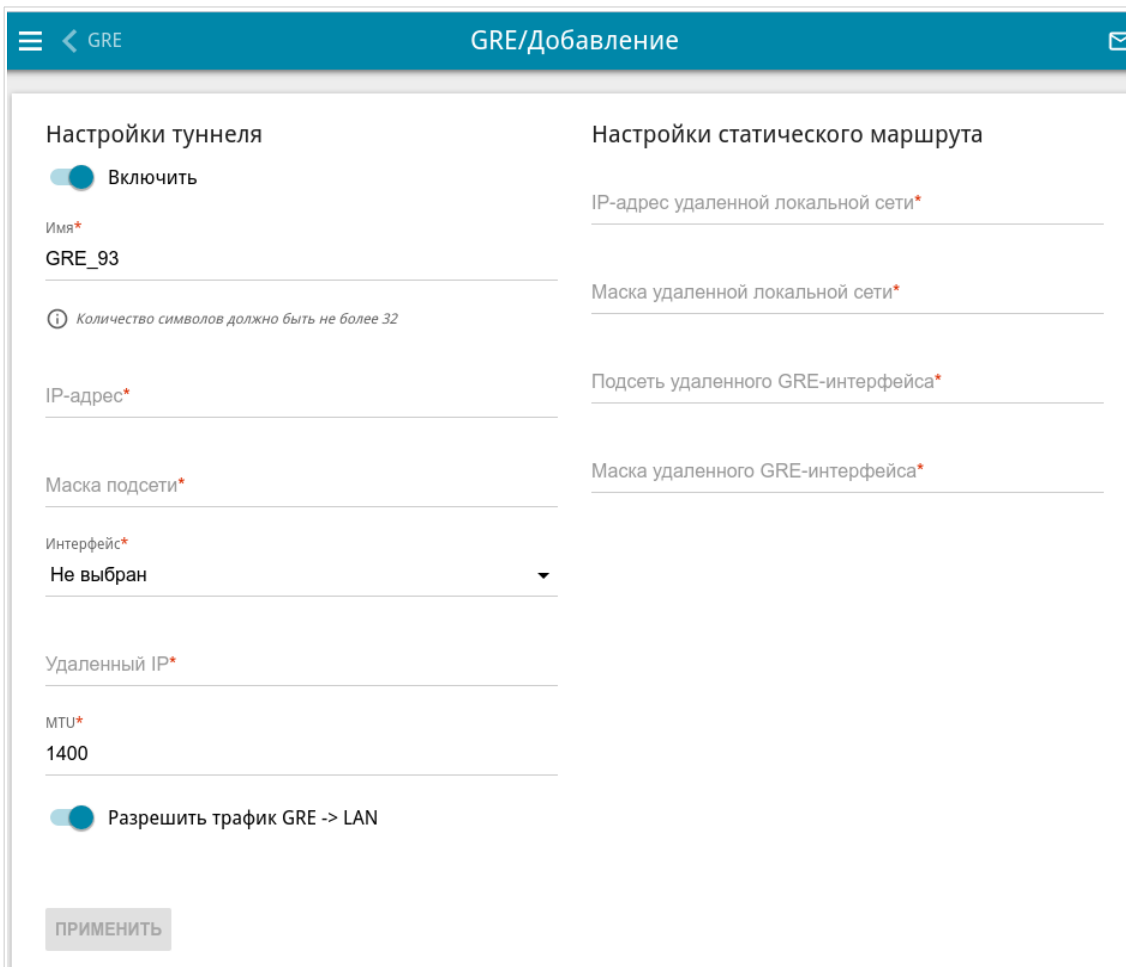 GRE
GRE/Добавление
Настройки туннеля
Включить
Имя*
GRE_93
Количество символов должно быть не более 32
IP-адрес*
Маска подсети*
Интерфейс*
Не выбран
Удаленный IP*
MTU*
1400
Разрешить трафик GRE -> LAN
ПРИМЕНИТЬ
Настройки статического маршрута
IP-адрес удаленной локальной сети*
Маска удаленной локальной сети*
Подсеть удаленного GRE-интерфейса*
Маска удаленного GRE-интерфейса*